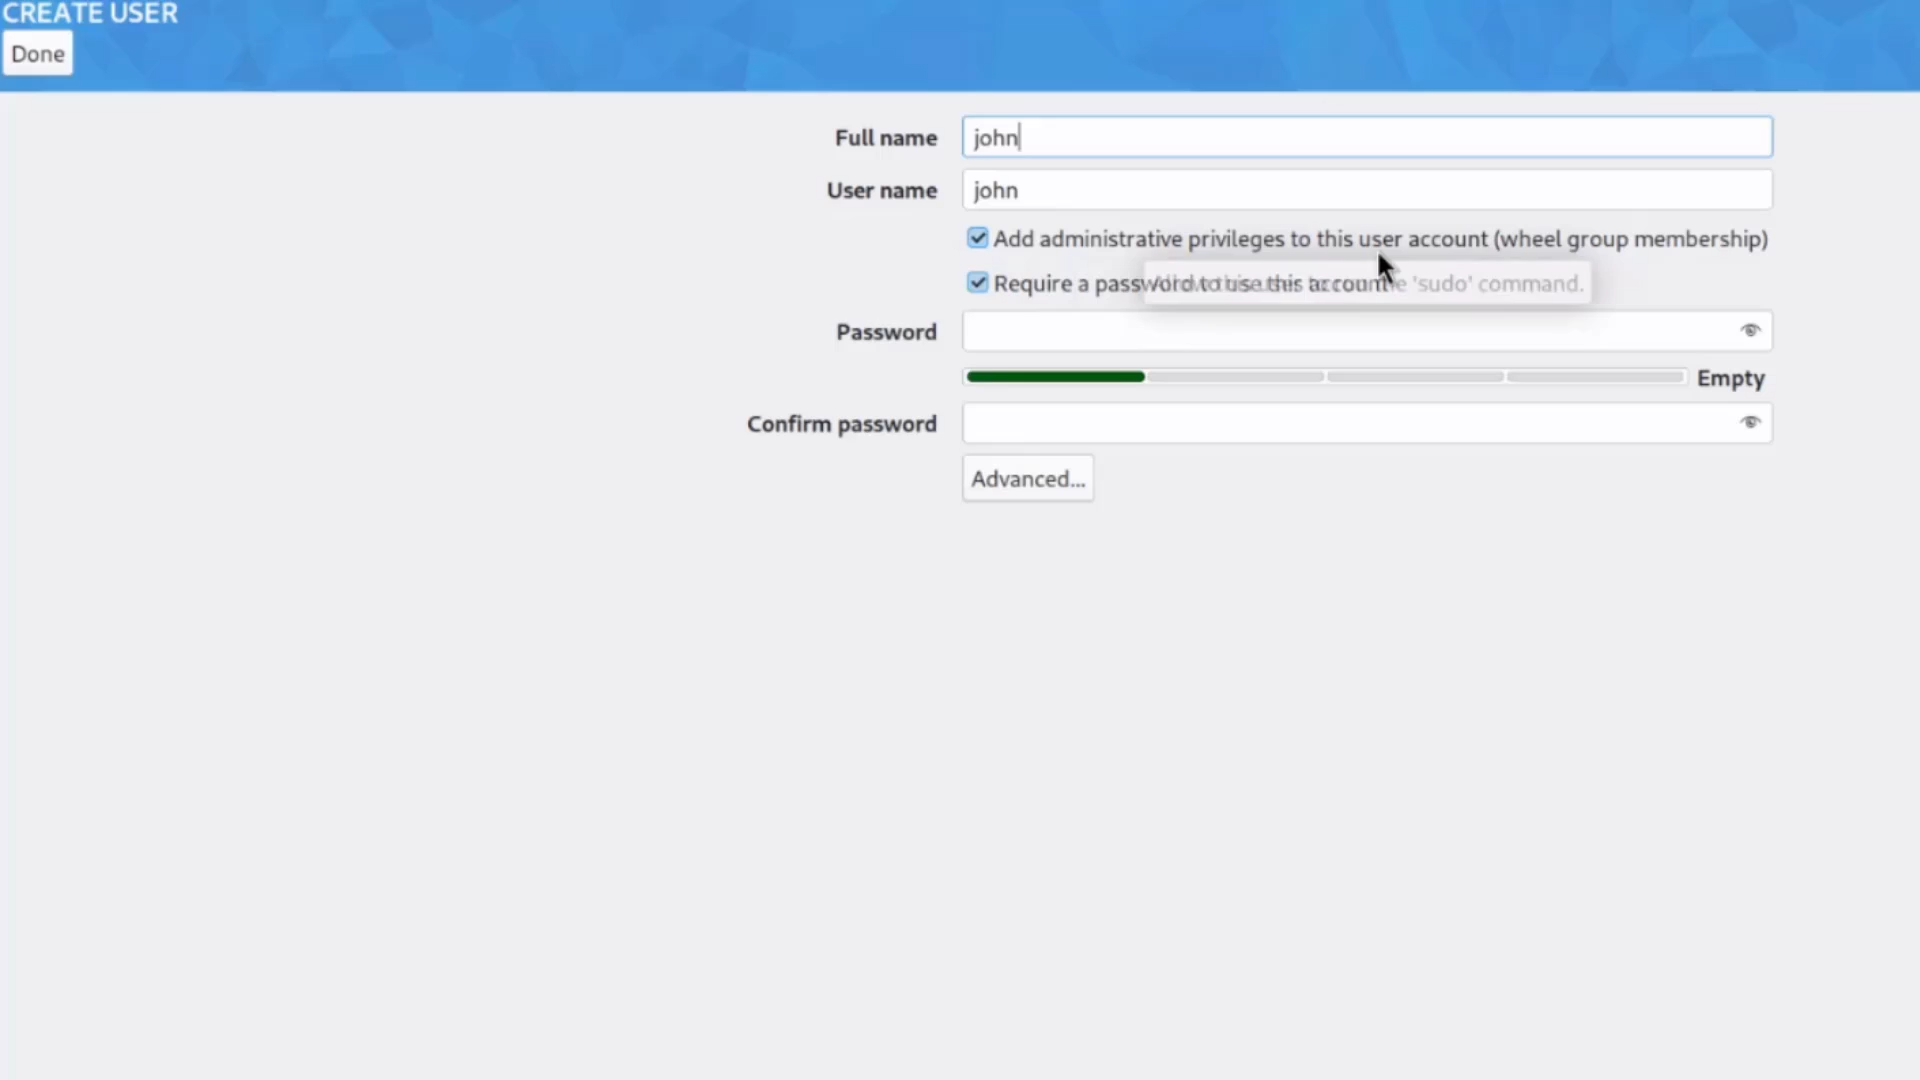 CREATE USER
Done
Full name john
User name john
Add administrative privileges to this user account (wheel group membership)
Require a password to use this account
'sudo' command.
Password
Empty
Confirm password
Advanced...